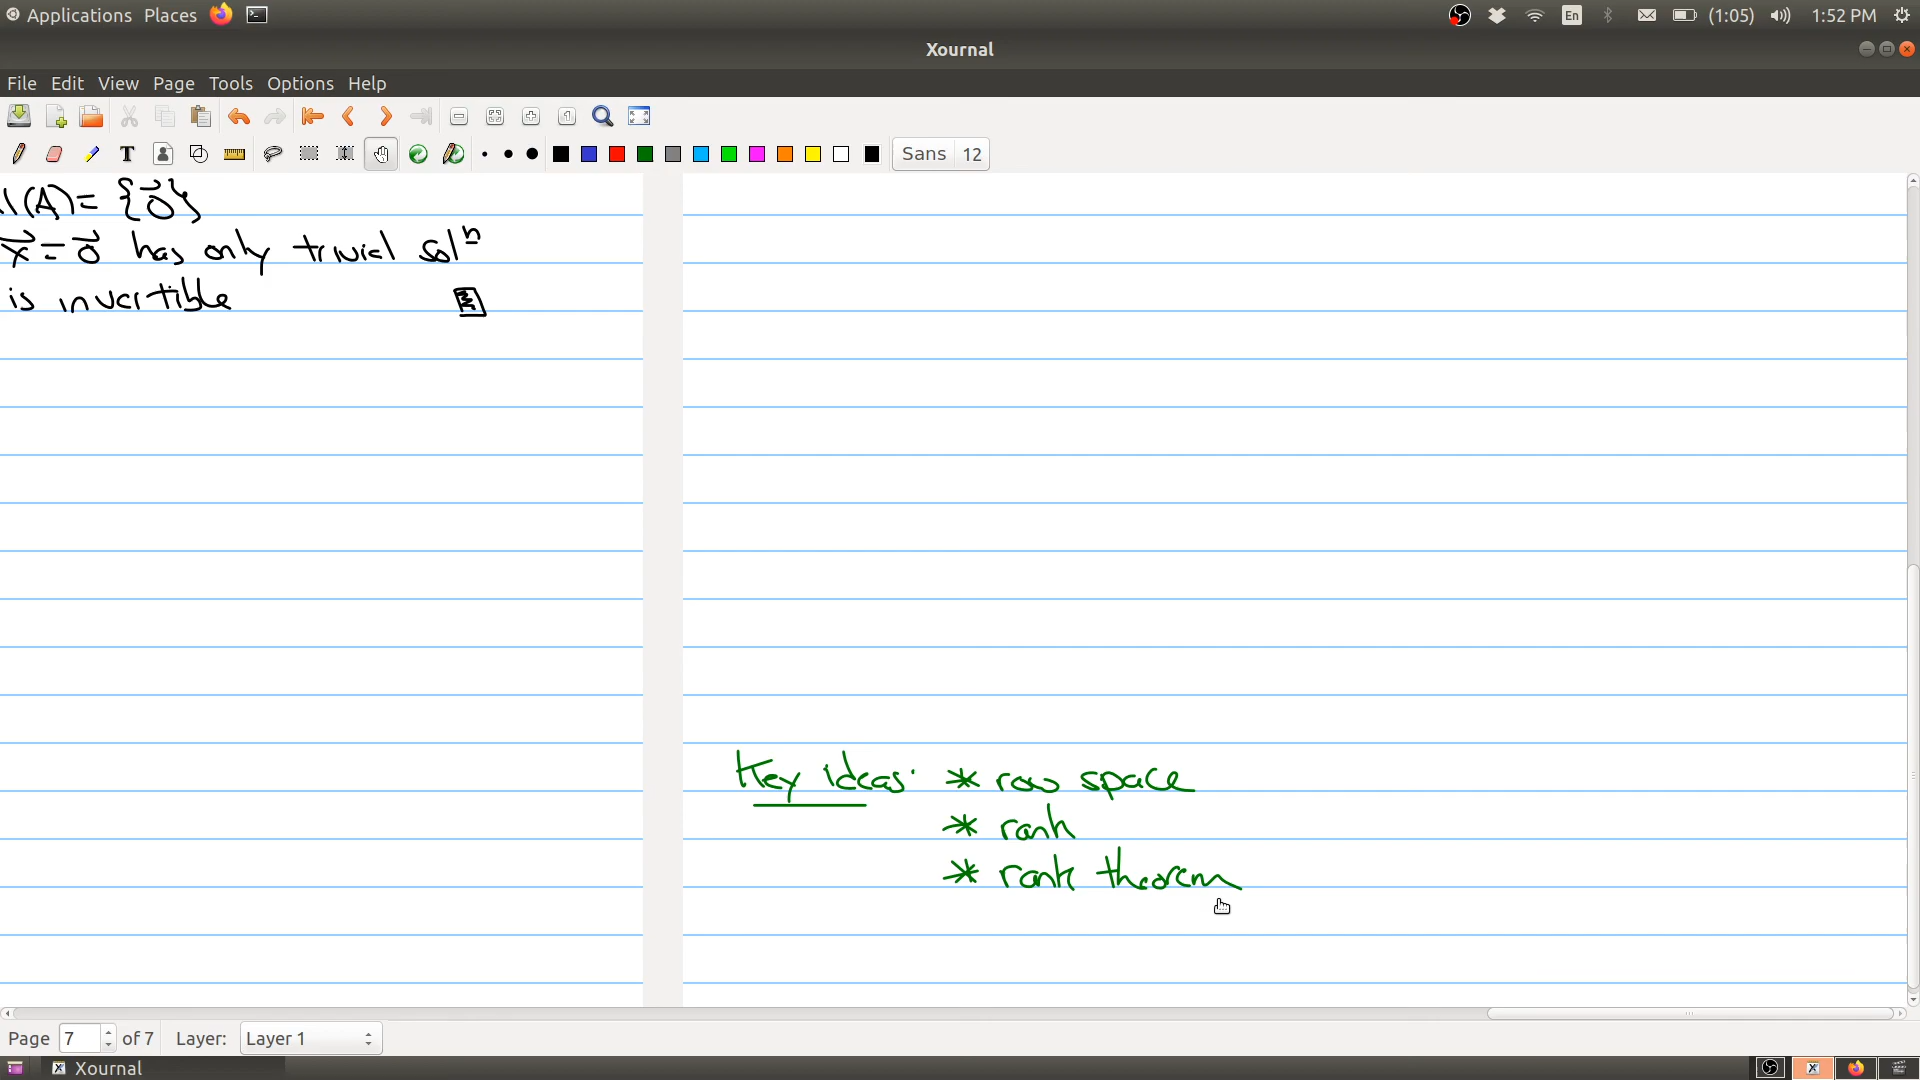 Applications Places En (1:05) 1:52 PM
Xournal
File Edit View Page Tools Options Help
Sans 12
(A) = {0⃗}
x⃗ = 0⃗ has only trivial solⁿ
is invertible
Key ideas: * row space
* rank
* rank theorem
Page 7 of 7 Layer: Layer 1
Xournal